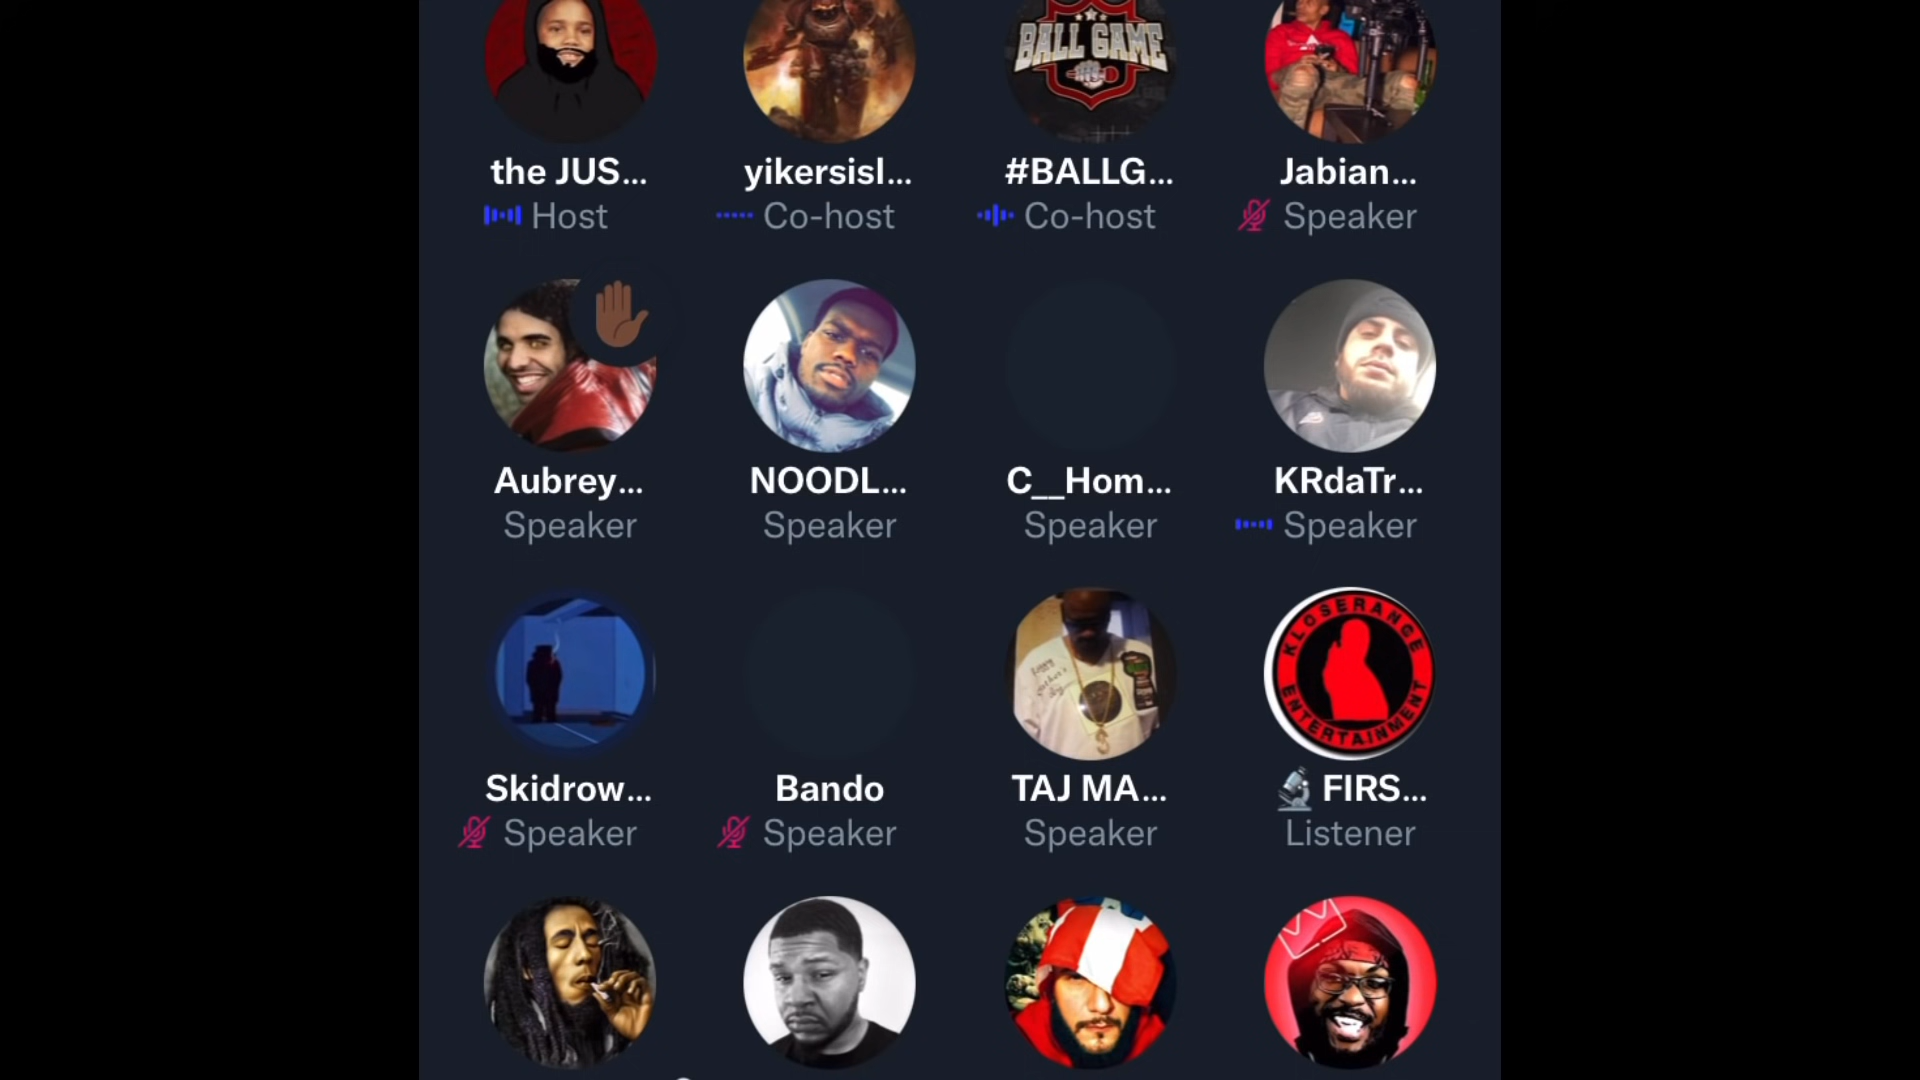 BALL GAME
the JUS... yikersisl... #BALLG... Jabian...
Host Co-host Co-host Speaker
Aubrey... NOODL... C__Hom... KRdaTr...
Speaker Speaker Speaker Speaker
KLOSERANGE
ENTERTAINMENT
Skidrow... Bando TAJ MA... 🔬 FIRS...
Speaker Speaker Speaker Listener